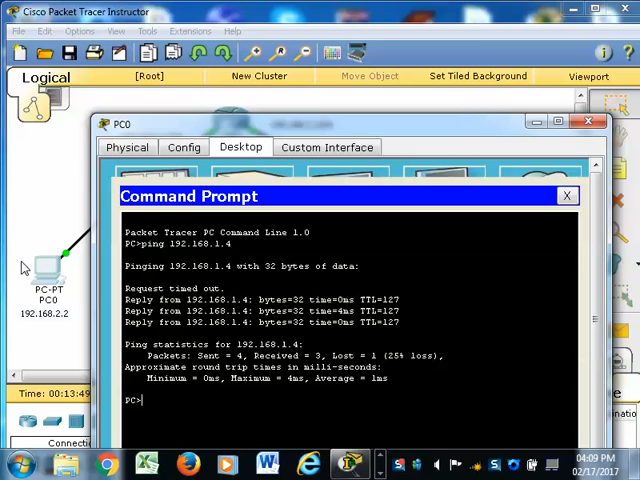 Cisco Packet Tracer Instructor
File Edit Options View Tools Extensions Help
Logical [Root] New Cluster Move Object Set Tiled Background Viewport
PC0
Physical Config Desktop Custom Interface
Command Prompt X
Packet Tracer PC Command Line 1.0
PC>ping 192.168.1.4
Pinging 192.168.1.4 with 32 bytes of data:
Request timed out.
Reply from 192.168.1.4: bytes=32 time=0ms TTL=127
Reply from 192.168.1.4: bytes=32 time=4ms TTL=127
Reply from 192.168.1.4: bytes=32 time=0ms TTL=127
Ping statistics for 192.168.1.4:
Packets: Sent = 4, Received = 3, Lost = 1 (25% loss),
Approximate round trip times in milli-seconds:
Minimum = 0ms, Maximum = 4ms, Average = 1ms
PC>
PC-PT
PC0
192.168.2.2
Time: 00:13:49
Connectio
04:09 PM
02/17/2017